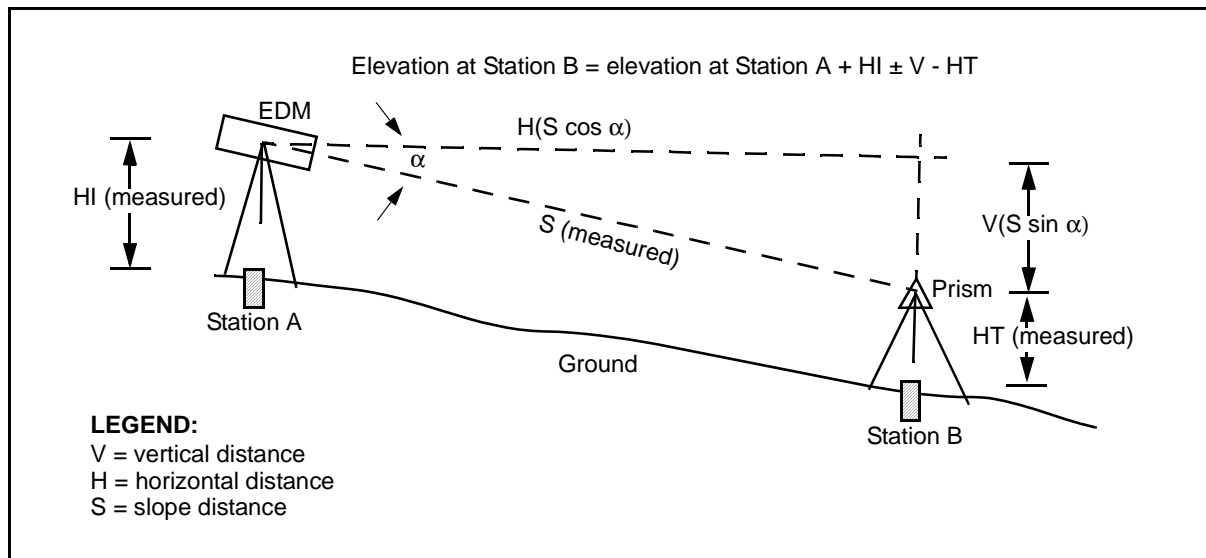 Elevation at Station B = elevation at Station A + HI ± V - HT
EDM
H(S cos α)
α
HI (measured)
S (measured)
V(S sin α)
Prism
Station A
HT (measured)
Ground
Station B
LEGEND:
V = vertical distance
H = horizontal distance
S = slope distance